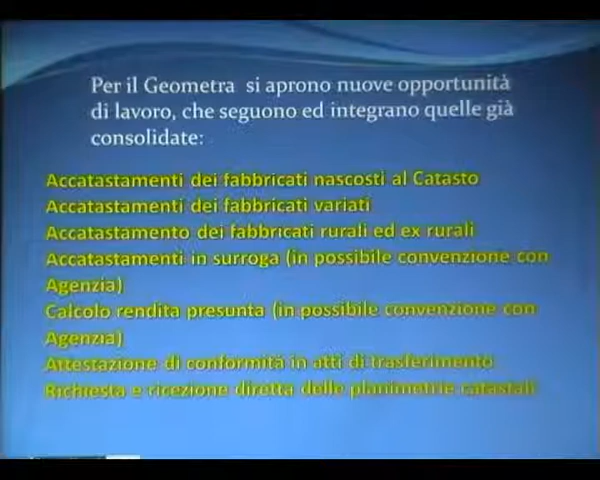 Per il Geometra si aprono nuove opportunità
di lavoro, che seguono ed integrano quelle già
consolidate:
Accatastamenti dei fabbricati nascosti al Catasto
Accatastamenti dei fabbricati variati
Accatastamento dei fabbricati rurali ed ex rurali
Accatastamenti in surroga (in possibile convenzione con
Agenzia)
Calcolo rendita presunta (in possibile convenzione con
Agenzia)
Attestazione di conformità in atti di trasferimento
Richiesta e ricezione diretta delle planimetrie catastali